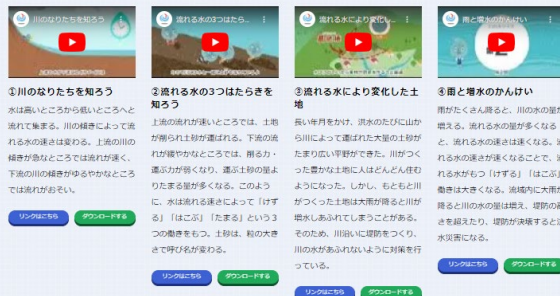 川のなりたちを知ろう
①川のなりたちを知ろう
水は高いところから低いところへと
流れて集まる。川の傾きによって流
れる水の速さは変わる。上流の川の
傾きが急なところでは流れが速く、
下流の川の傾きがゆるやかなところ
では流れがおそい。
リンクはこちら
ダウンロードする
流れる水の3つはたら...
②流れる水の3つはたらきを
知ろう
上流の流れが速いところでは、土地
が削られ土砂が運ばれる。下流の流
れが緩やかなところでは、削る力・
運ぶ力が弱くなり、運ぶ土砂の量よ
りたまる量が多くなる。このよう
に、水は流れる速さによって「けず
る」「はこぶ」「たまる」という3
つの働きをもつ。土砂は、粒の大き
さで呼び名が変わる。
リンクはこちら
ダウンロードする
流れる水により変化し...
③流れる水により変化した土
地
長い年月をかけ、洪水のたびに山か
ら川によって運ばれた大量の土砂が
たまり広い平野ができた。川がつく
った豊かな土地に人はどんどん住む
ようになった。しかし、もともと川
がつくった土地は大雨が降ると川が
増水しあふれてしまうことがある。
そのため、川沿いに堤防をつくり、
川の水があふれないように対策を行
っている。
リンクはこちら
ダウンロードする
雨と増水のかんけい
④雨と増水のかんけい
雨がたくさん降ると、川の水の量が
増える。流れる水の量が多くなる
と、流れる水の速さは速くなる。流
れる水の速さが速くなることで、流
れる水がもつ「けずる」「はこぶ」
働きは大きくなる。流域内に大雨が
降ると川の水の量は増え、堤防の高
さを超えたり、堤防が決壊すると洪
水災害になる。
リンクはこちら
ダウンロードする